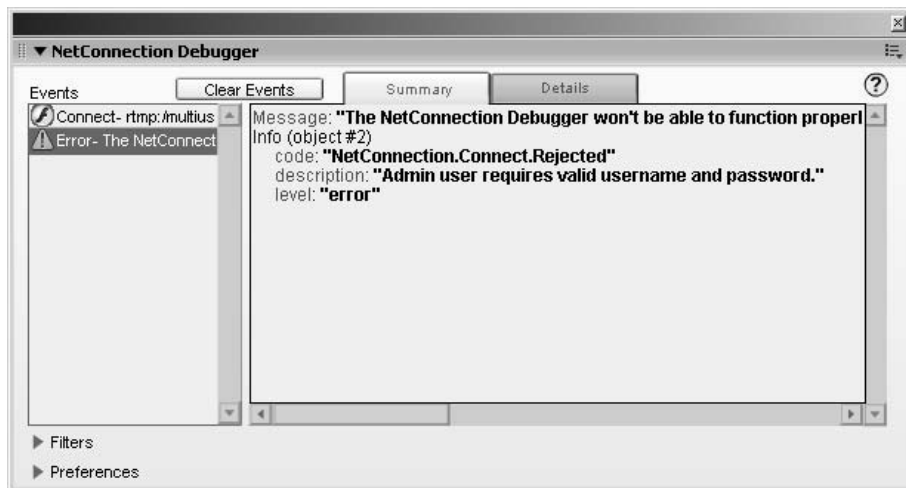 NetConnection Debugger
Events
Clear Events
Summary
Details
?
Connect- rtmp:/multius
Error- The NetConnect
Message: "The NetConnection Debugger won't be able to function properl
Info (object #2)
code: "NetConnection.Connect.Rejected"
description: "Admin user requires valid username and password."
level: "error"
Filters
Preferences